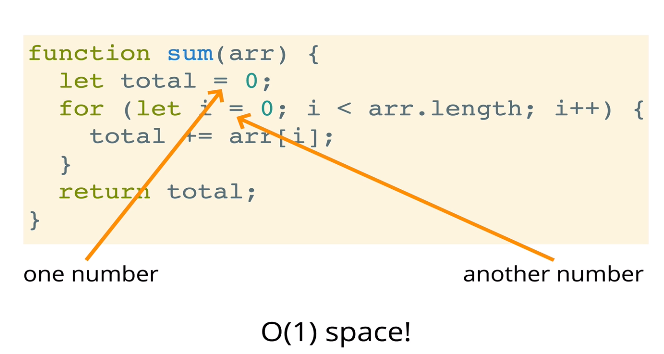 function sum(arr) {
  let total = 0;
  for (let i = 0; i < arr.length; i++) {
    total += arr[i];
  }
  return total;
}
one number
another number
O(1) space!